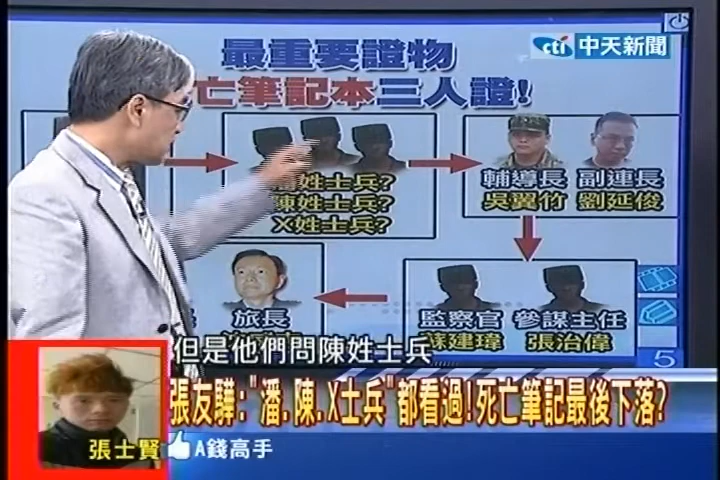 cti 中天新聞
最重要證物
亡筆記本三人證!
潘姓士兵?
陳姓士兵?
X姓士兵?
輔導長 副連長
吳翼竹 劉延俊
旅長
監察官 參謀主任
蘇建瑋 張治偉
5
但是他們問陳姓士兵
張友驊:"潘.陳.X士兵"都看過!死亡筆記最後下落?
張士賢 A錢高手